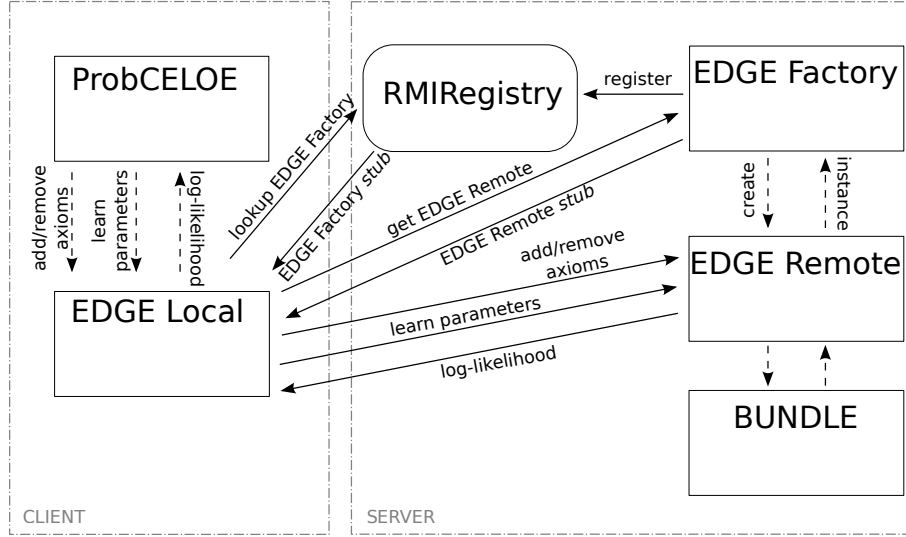 ProbCELOE
RMIRegistry
EDGE Factory
register
add/remove
axioms
learn
parameters
log-likelihood
lookup EDGE Factory
EDGE Factory stub
get EDGE Remote
EDGE Remote stub
create
instance
EDGE Local
EDGE Remote
add/remove
axioms
learn parameters
log-likelihood
BUNDLE
CLIENT
SERVER